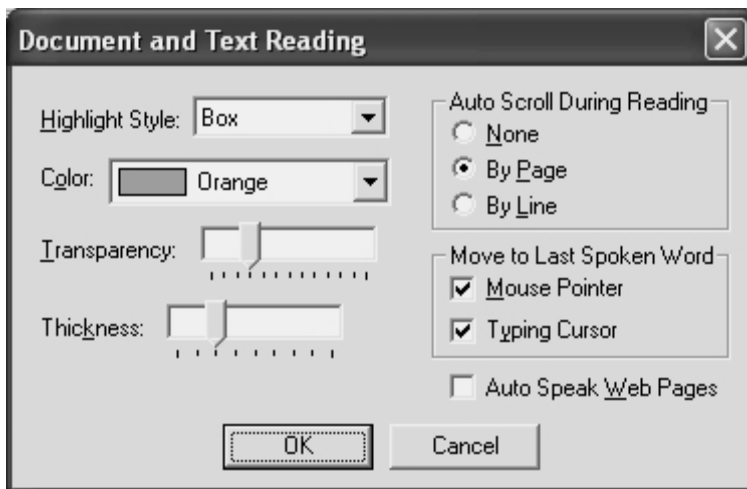 Document and Text Reading
Highlight Style: Box
Color: Orange
Transparency:
Thickness:
Auto Scroll During Reading
None
By Page
By Line
Move to Last Spoken Word
Mouse Pointer
Typing Cursor
Auto Speak Web Pages
OK
Cancel